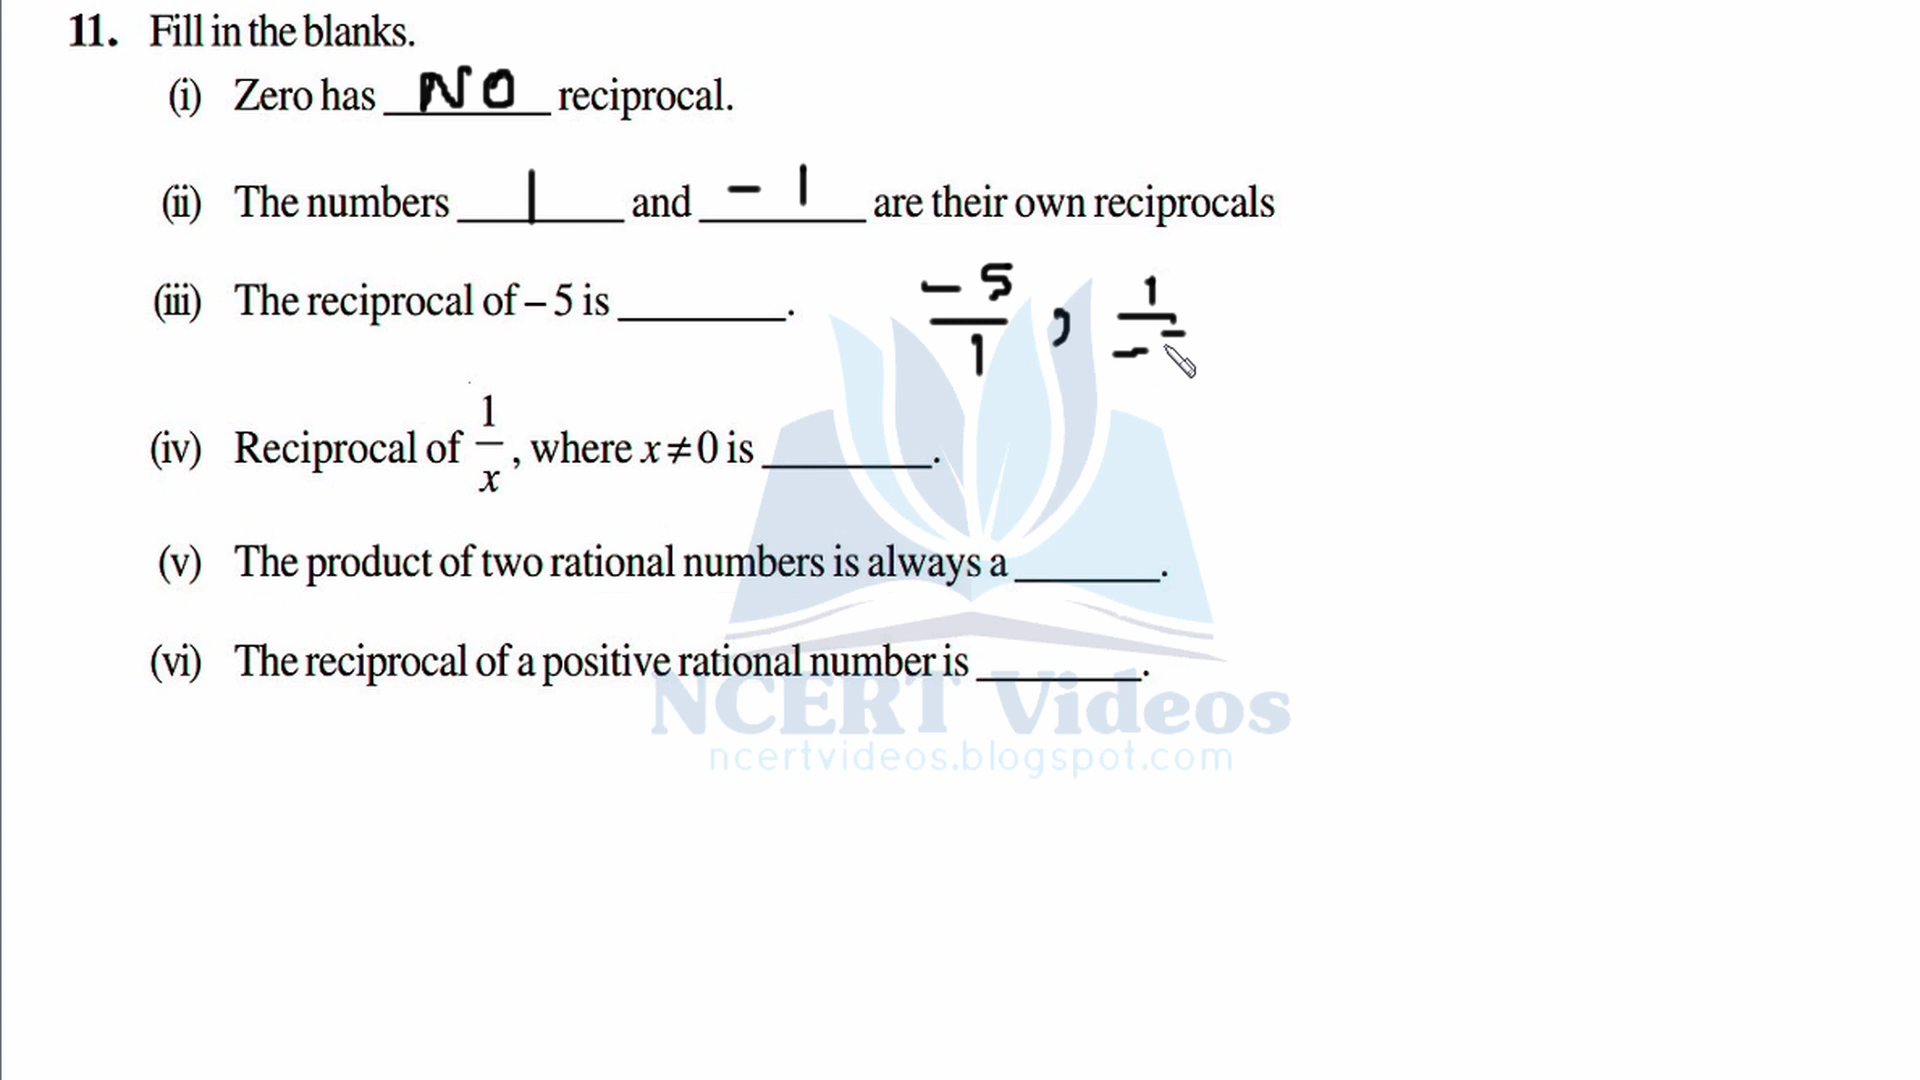 11. Fill in the blanks.
(i) Zero has NO reciprocal.
(ii) The numbers 1 and - 1 are their own reciprocals
(iii) The reciprocal of – 5 is ________. -5/1 , 1/-
(iv) Reciprocal of 1/x, where x ≠ 0 is ________.
(v) The product of two rational numbers is always a _______.
(vi) The reciprocal of a positive rational number is ________.
NCERT Videos
ncertvideos.blogspot.com